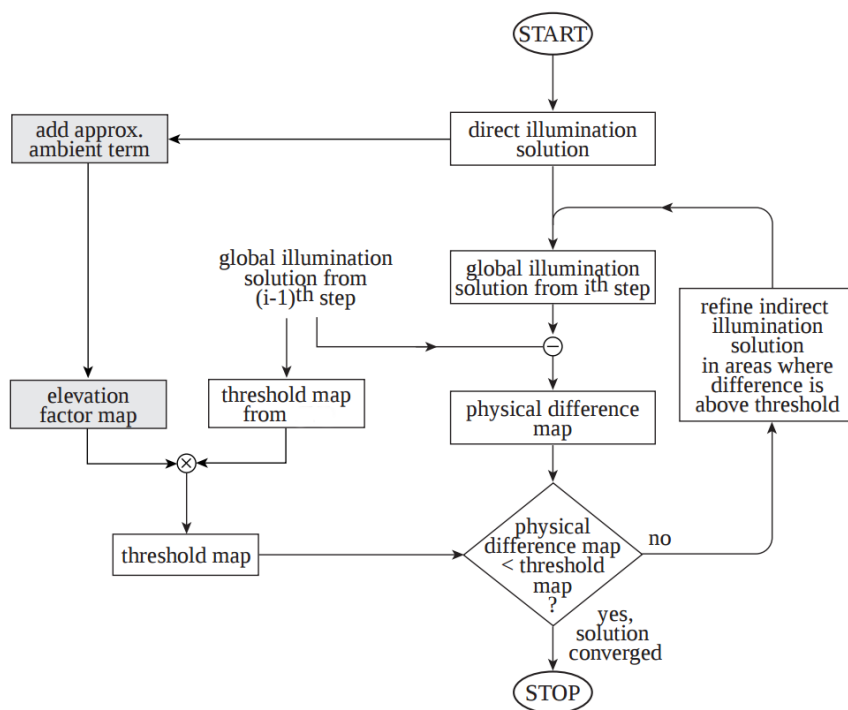 START
direct illumination
solution
add approx.
ambient term
global illumination
solution from
(i-1)th step
global illumination
solution from ith step
refine indirect
illumination
solution
in areas where
difference is
above threshold
−
elevation
factor map
threshold map
from
physical difference
map
×
threshold map
physical
difference map
< threshold
map
?
no
yes,
solution
converged
STOP